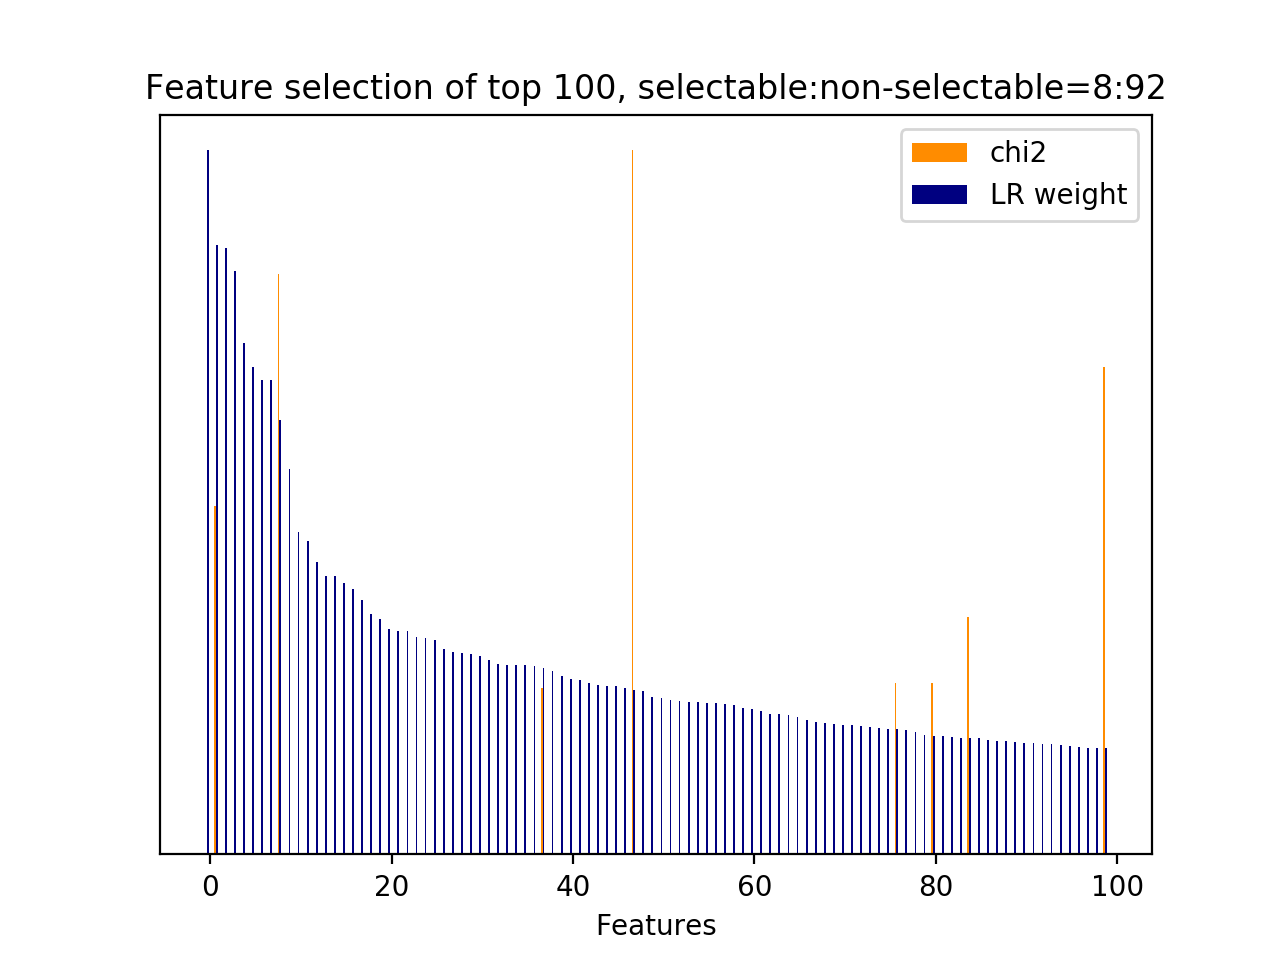 Feature selection of top 100, selectable:non-selectable=8:92
chi2
LR weight
0 20 40 60 80 100
Features